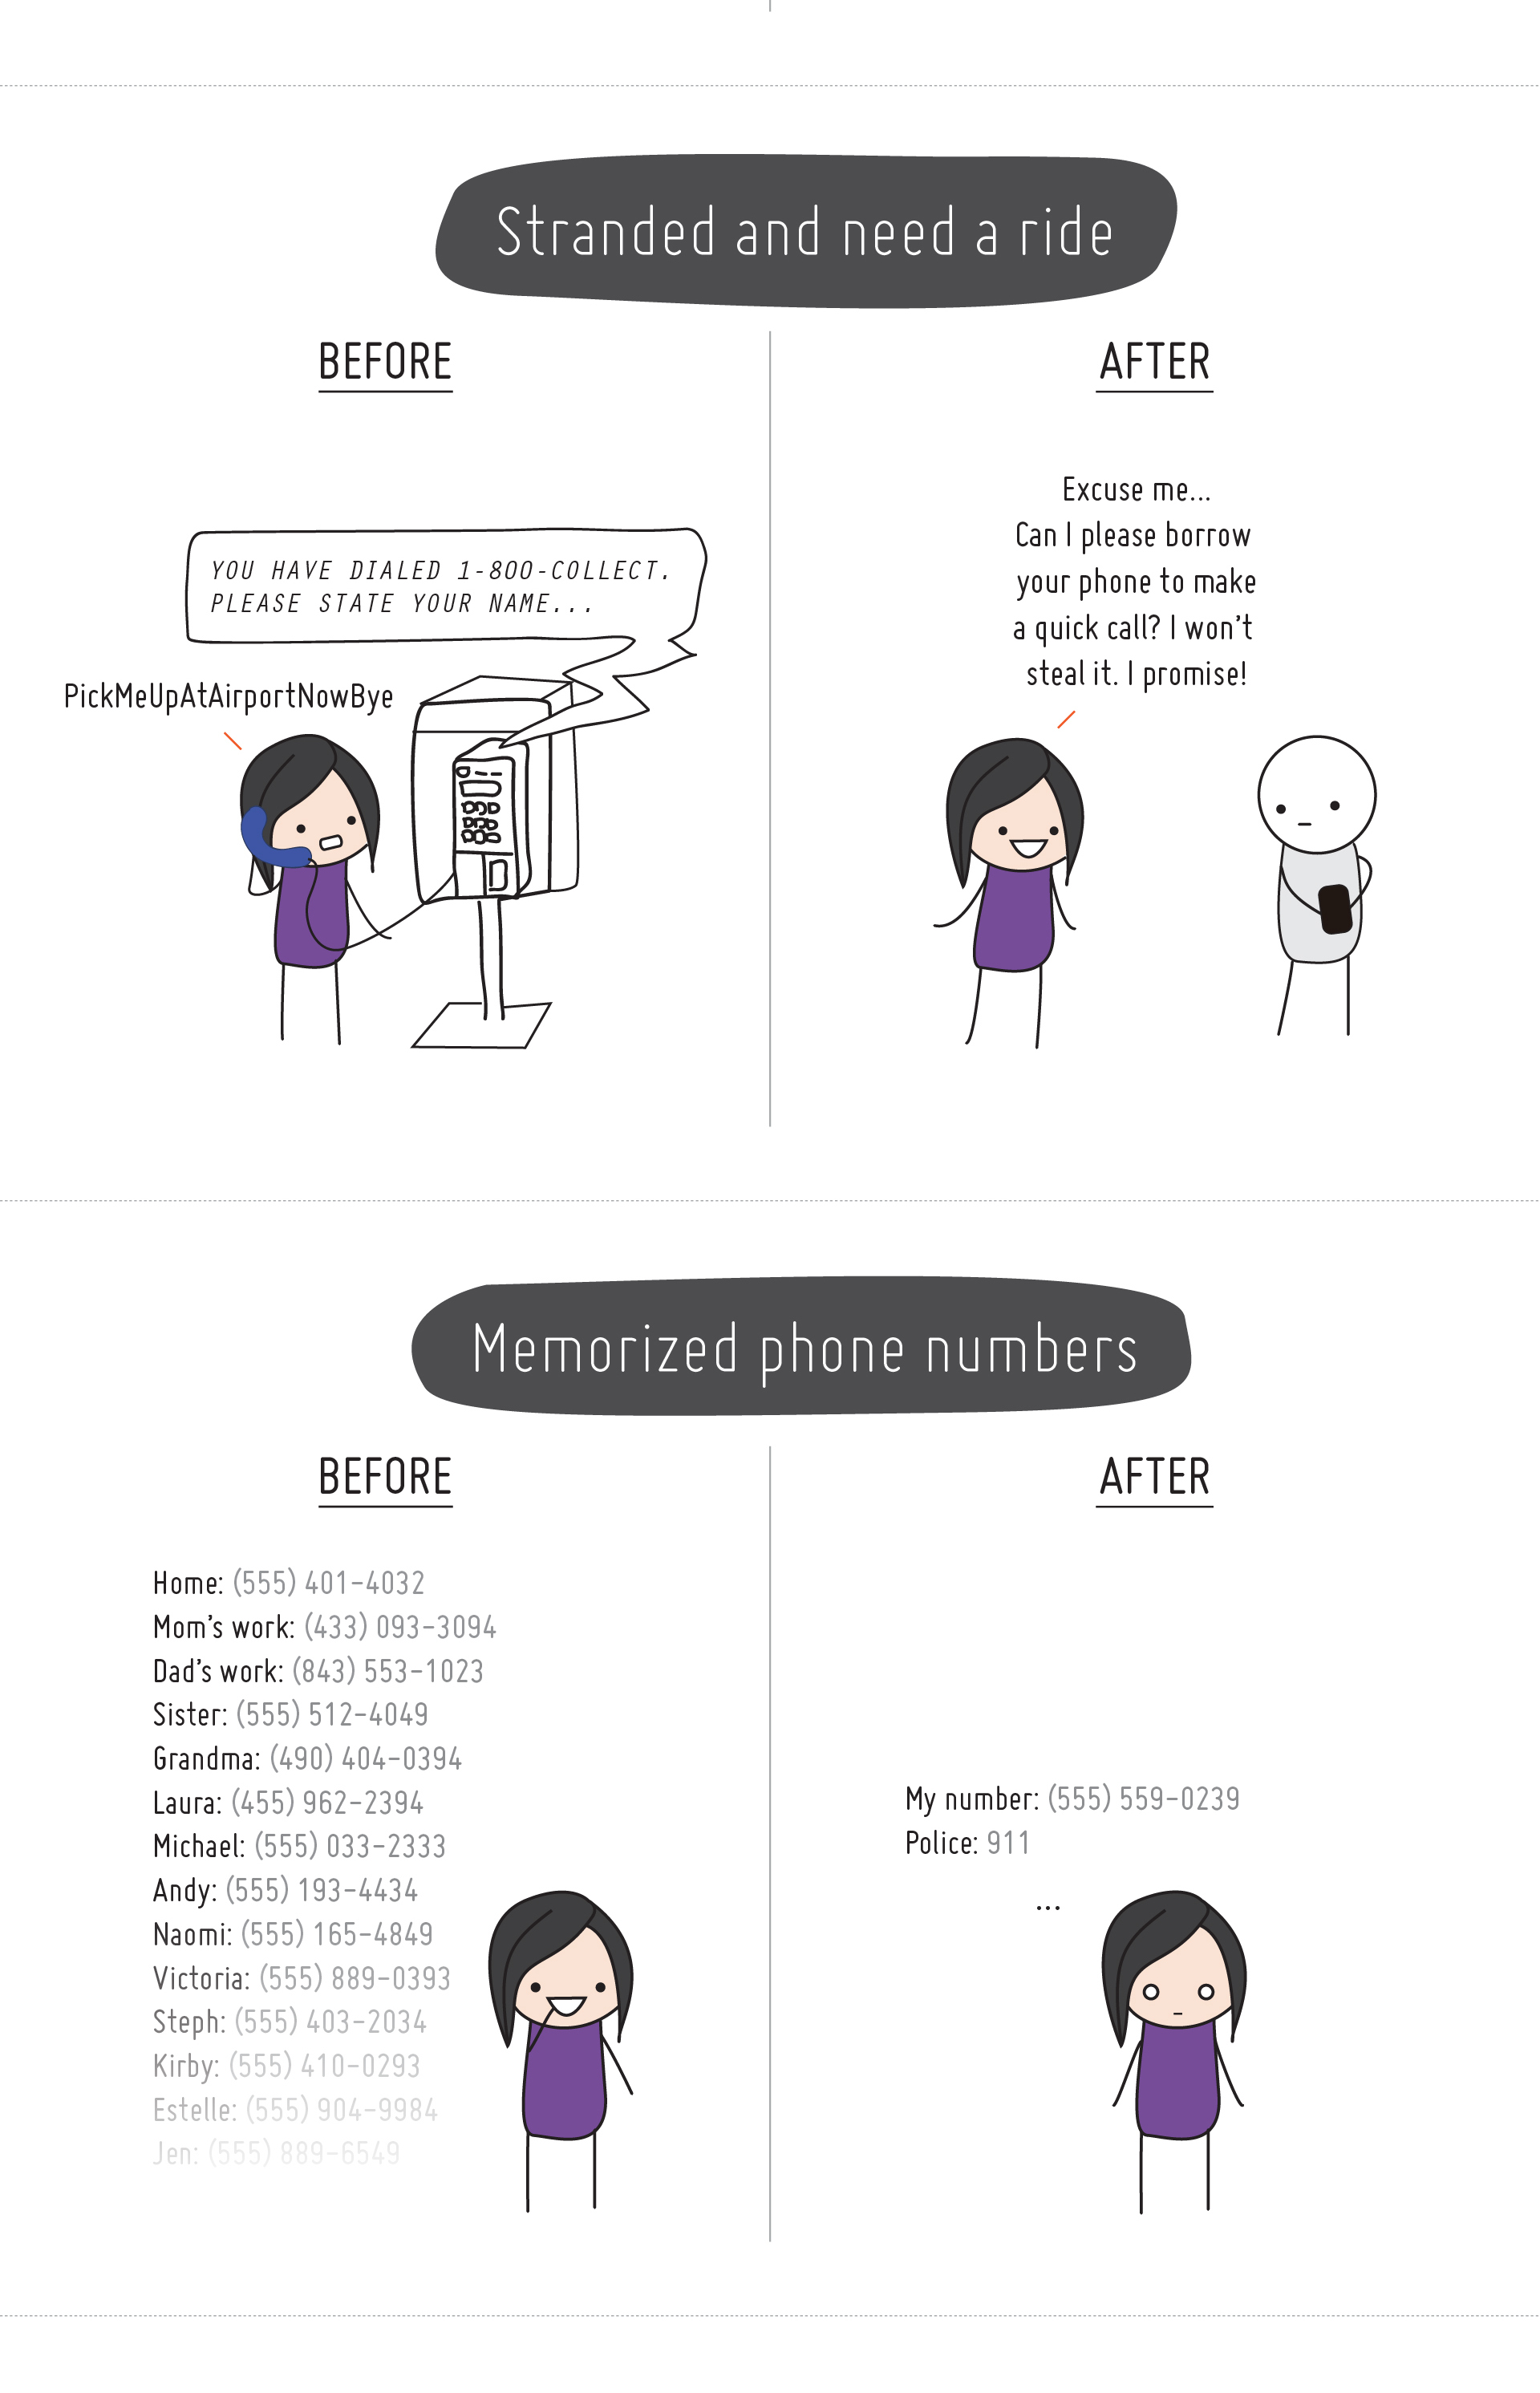 Stranded and need a ride
BEFORE
YOU HAVE DIALED 1-800-COLLECT.
PLEASE STATE YOUR NAME...
PickMeUpAtAirportNowBye
AFTER
Excuse me...
Can I please borrow
your phone to make
a quick call? I won't
steal it. I promise!
Memorized phone numbers
BEFORE
Home: (555) 401-4032
Mom's work: (433) 093-3094
Dad's work: (843) 553-1023
Sister: (555) 512-4049
Grandma: (490) 404-0394
Laura: (455) 962-2394
Michael: (555) 033-2333
Andy: (555) 193-4434
Naomi: (555) 165-4849
Victoria: (555) 889-0393
Steph: (555) 403-2034
Kirby: (555) 410-0293
Estelle: (555) 904-9984
Jen: (555) 889-6549
AFTER
My number: (555) 559-0239
Police: 911
...